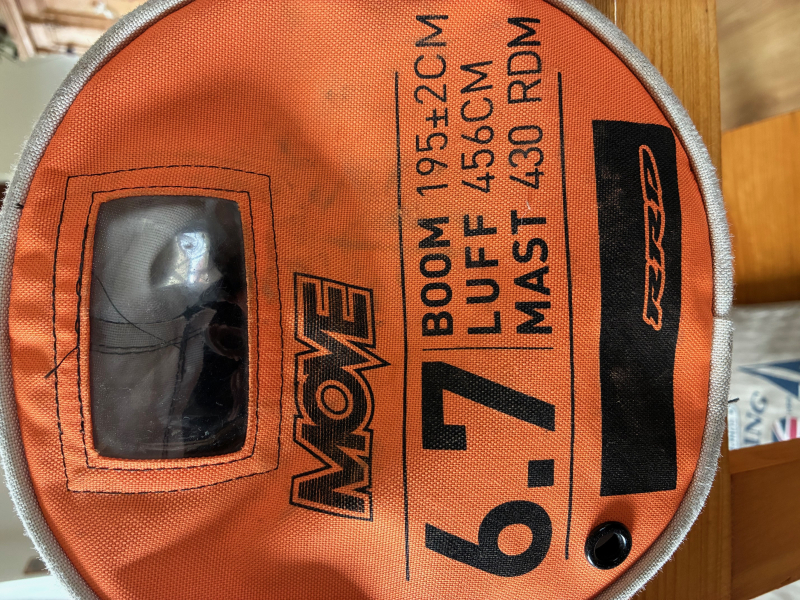 MOVE
6.7
BOOM 195±2CM
LUFF 456CM
MAST 430 RDM
RRD